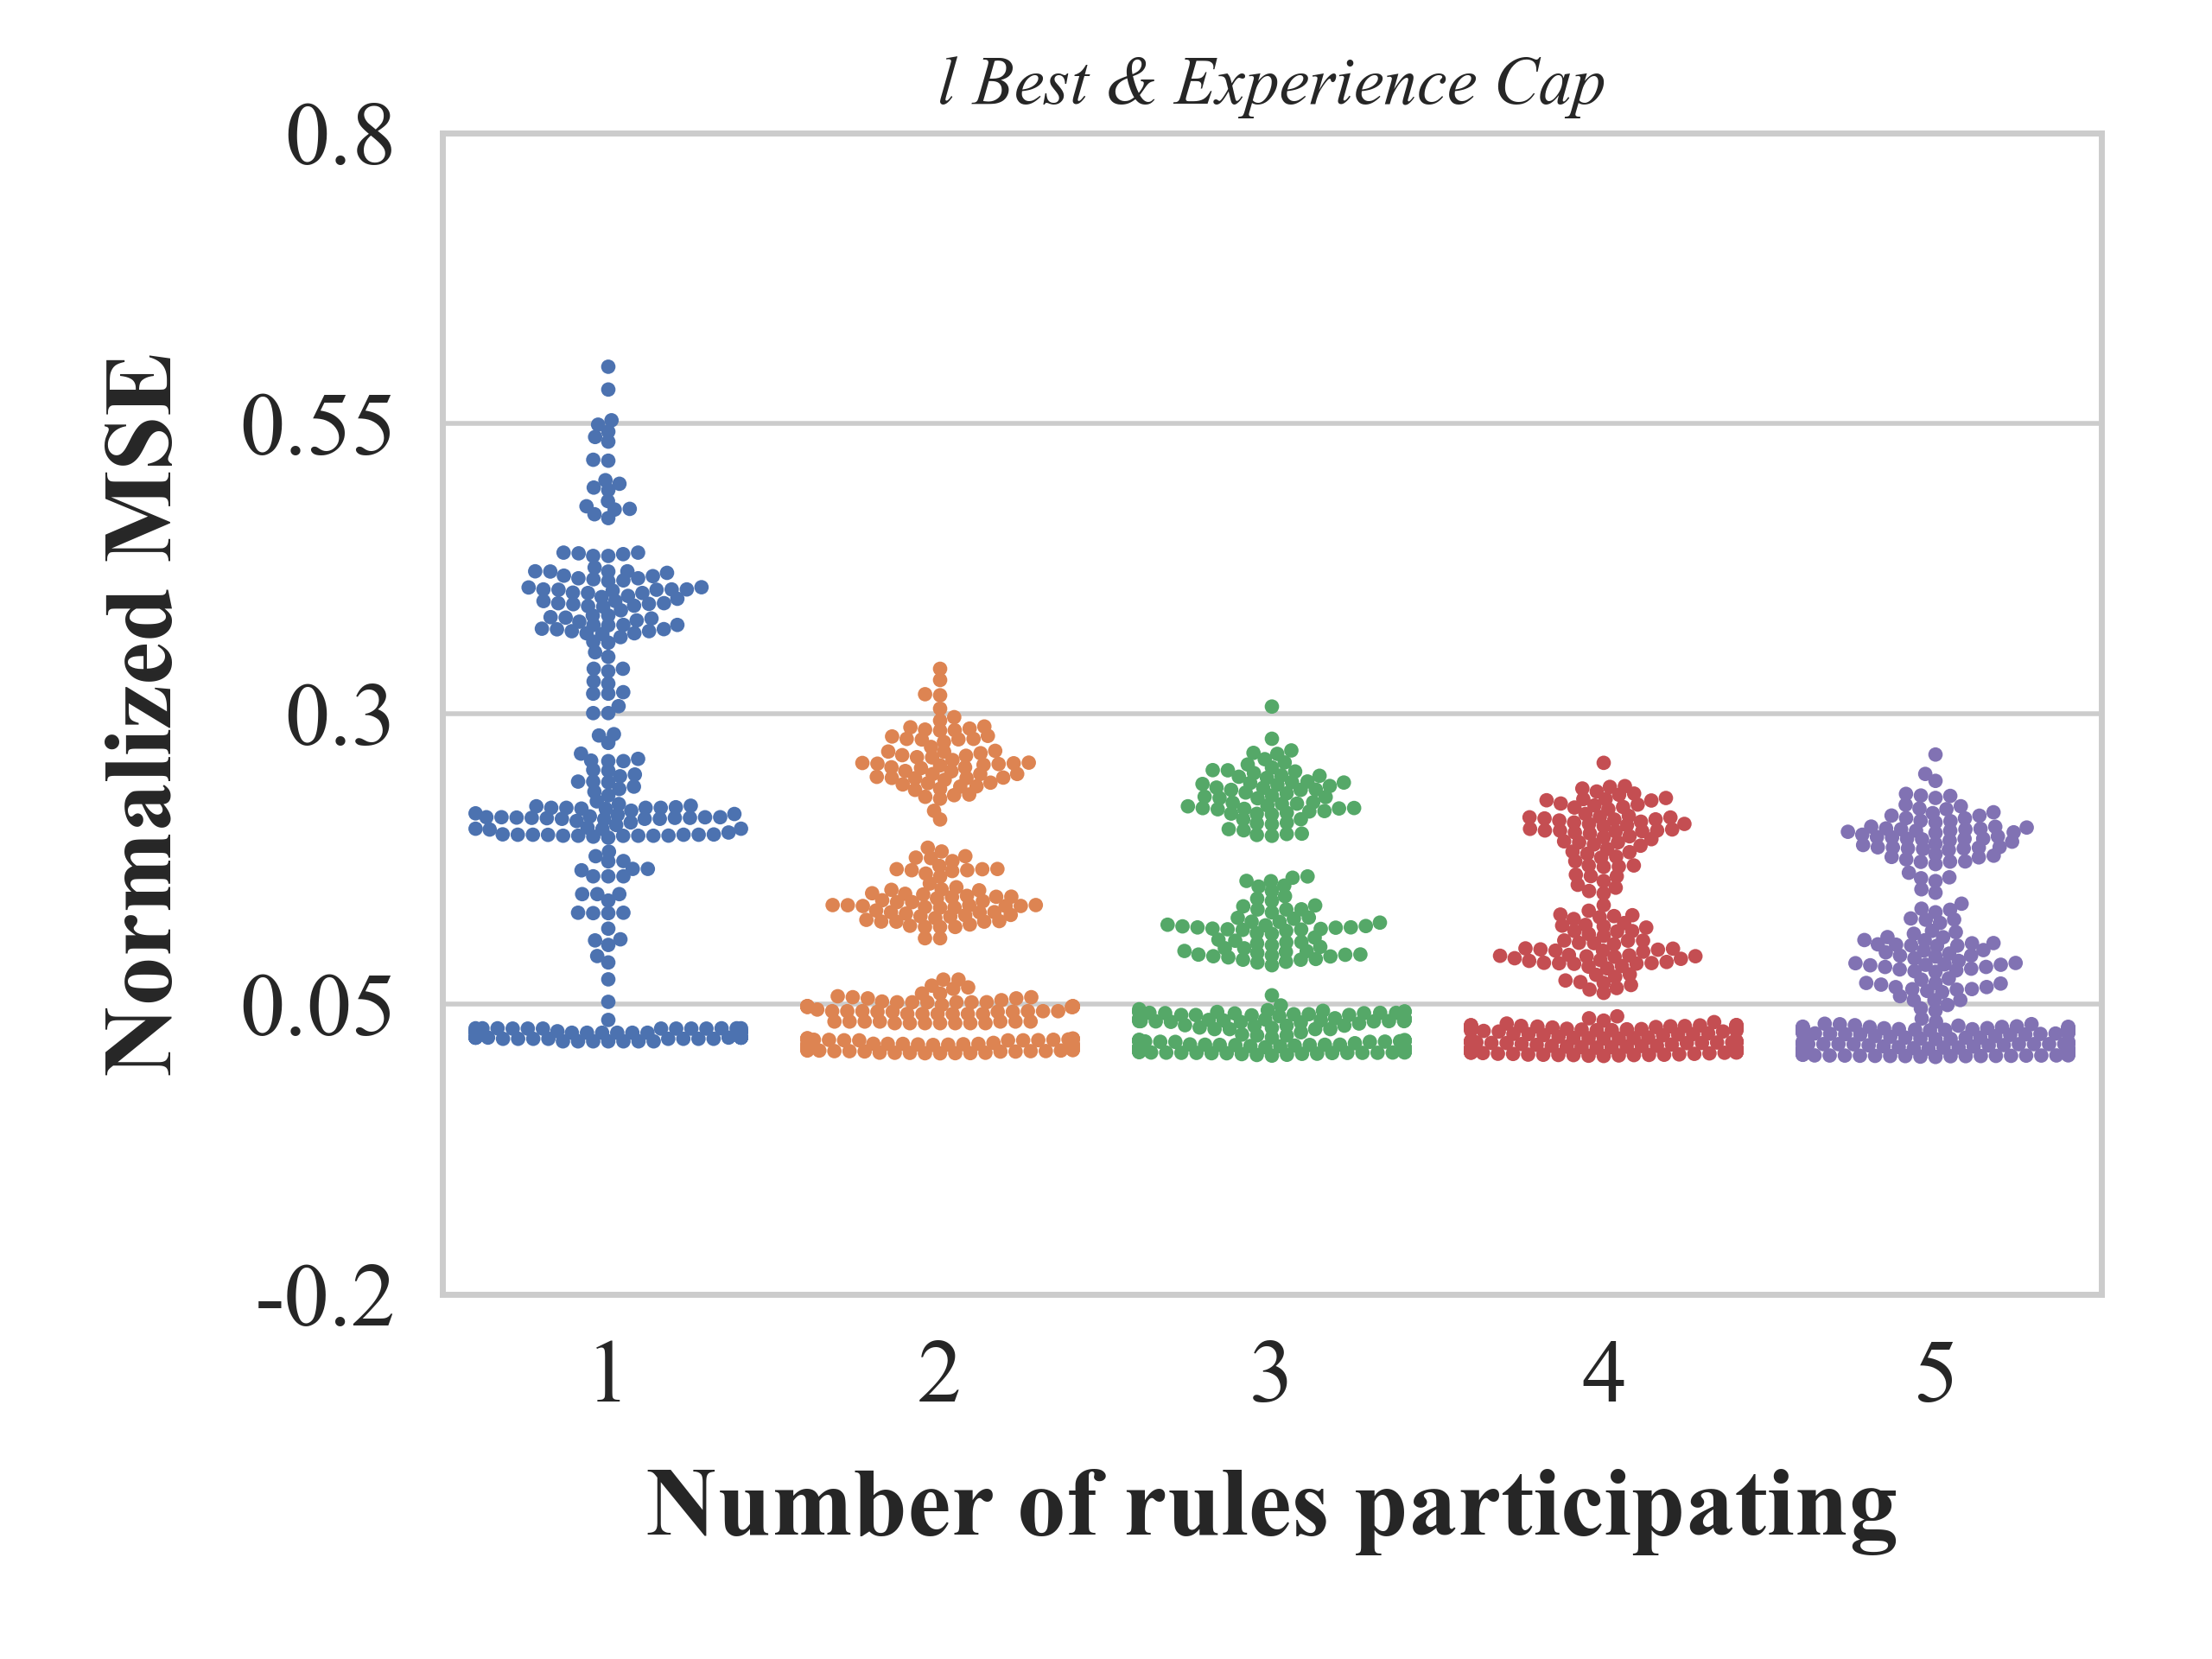 l Best & Experience Cap
0.8
0.55
0.3
0.05
-0.2
Normalized MSE
1 2 3 4 5
Number of rules participating